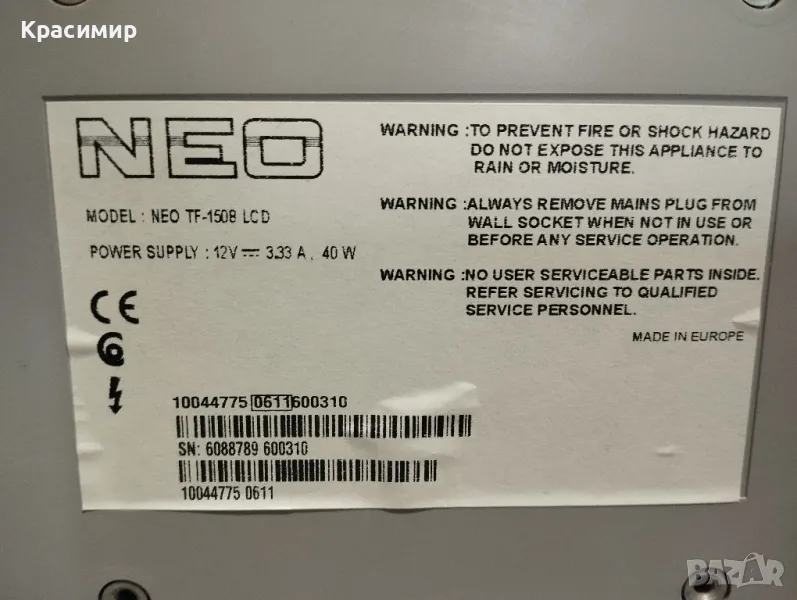 Красимир
NEO
MODEL : NEO TF-1508 LCD
POWER SUPPLY : 12V ⎓ 3.33 A, 40 W
WARNING :TO PREVENT FIRE OR SHOCK HAZARD
DO NOT EXPOSE THIS APPLIANCE TO
RAIN OR MOISTURE.
WARNING :ALWAYS REMOVE MAINS PLUG FROM
WALL SOCKET WHEN NOT IN USE OR
BEFORE ANY SERVICE OPERATION.
WARNING :NO USER SERVICEABLE PARTS INSIDE.
REFER SERVICING TO QUALIFIED
SERVICE PERSONNEL.
MADE IN EUROPE
CE
10044775 0611 600310
SN: 6088789 600310
10044775 0611
BAZAR